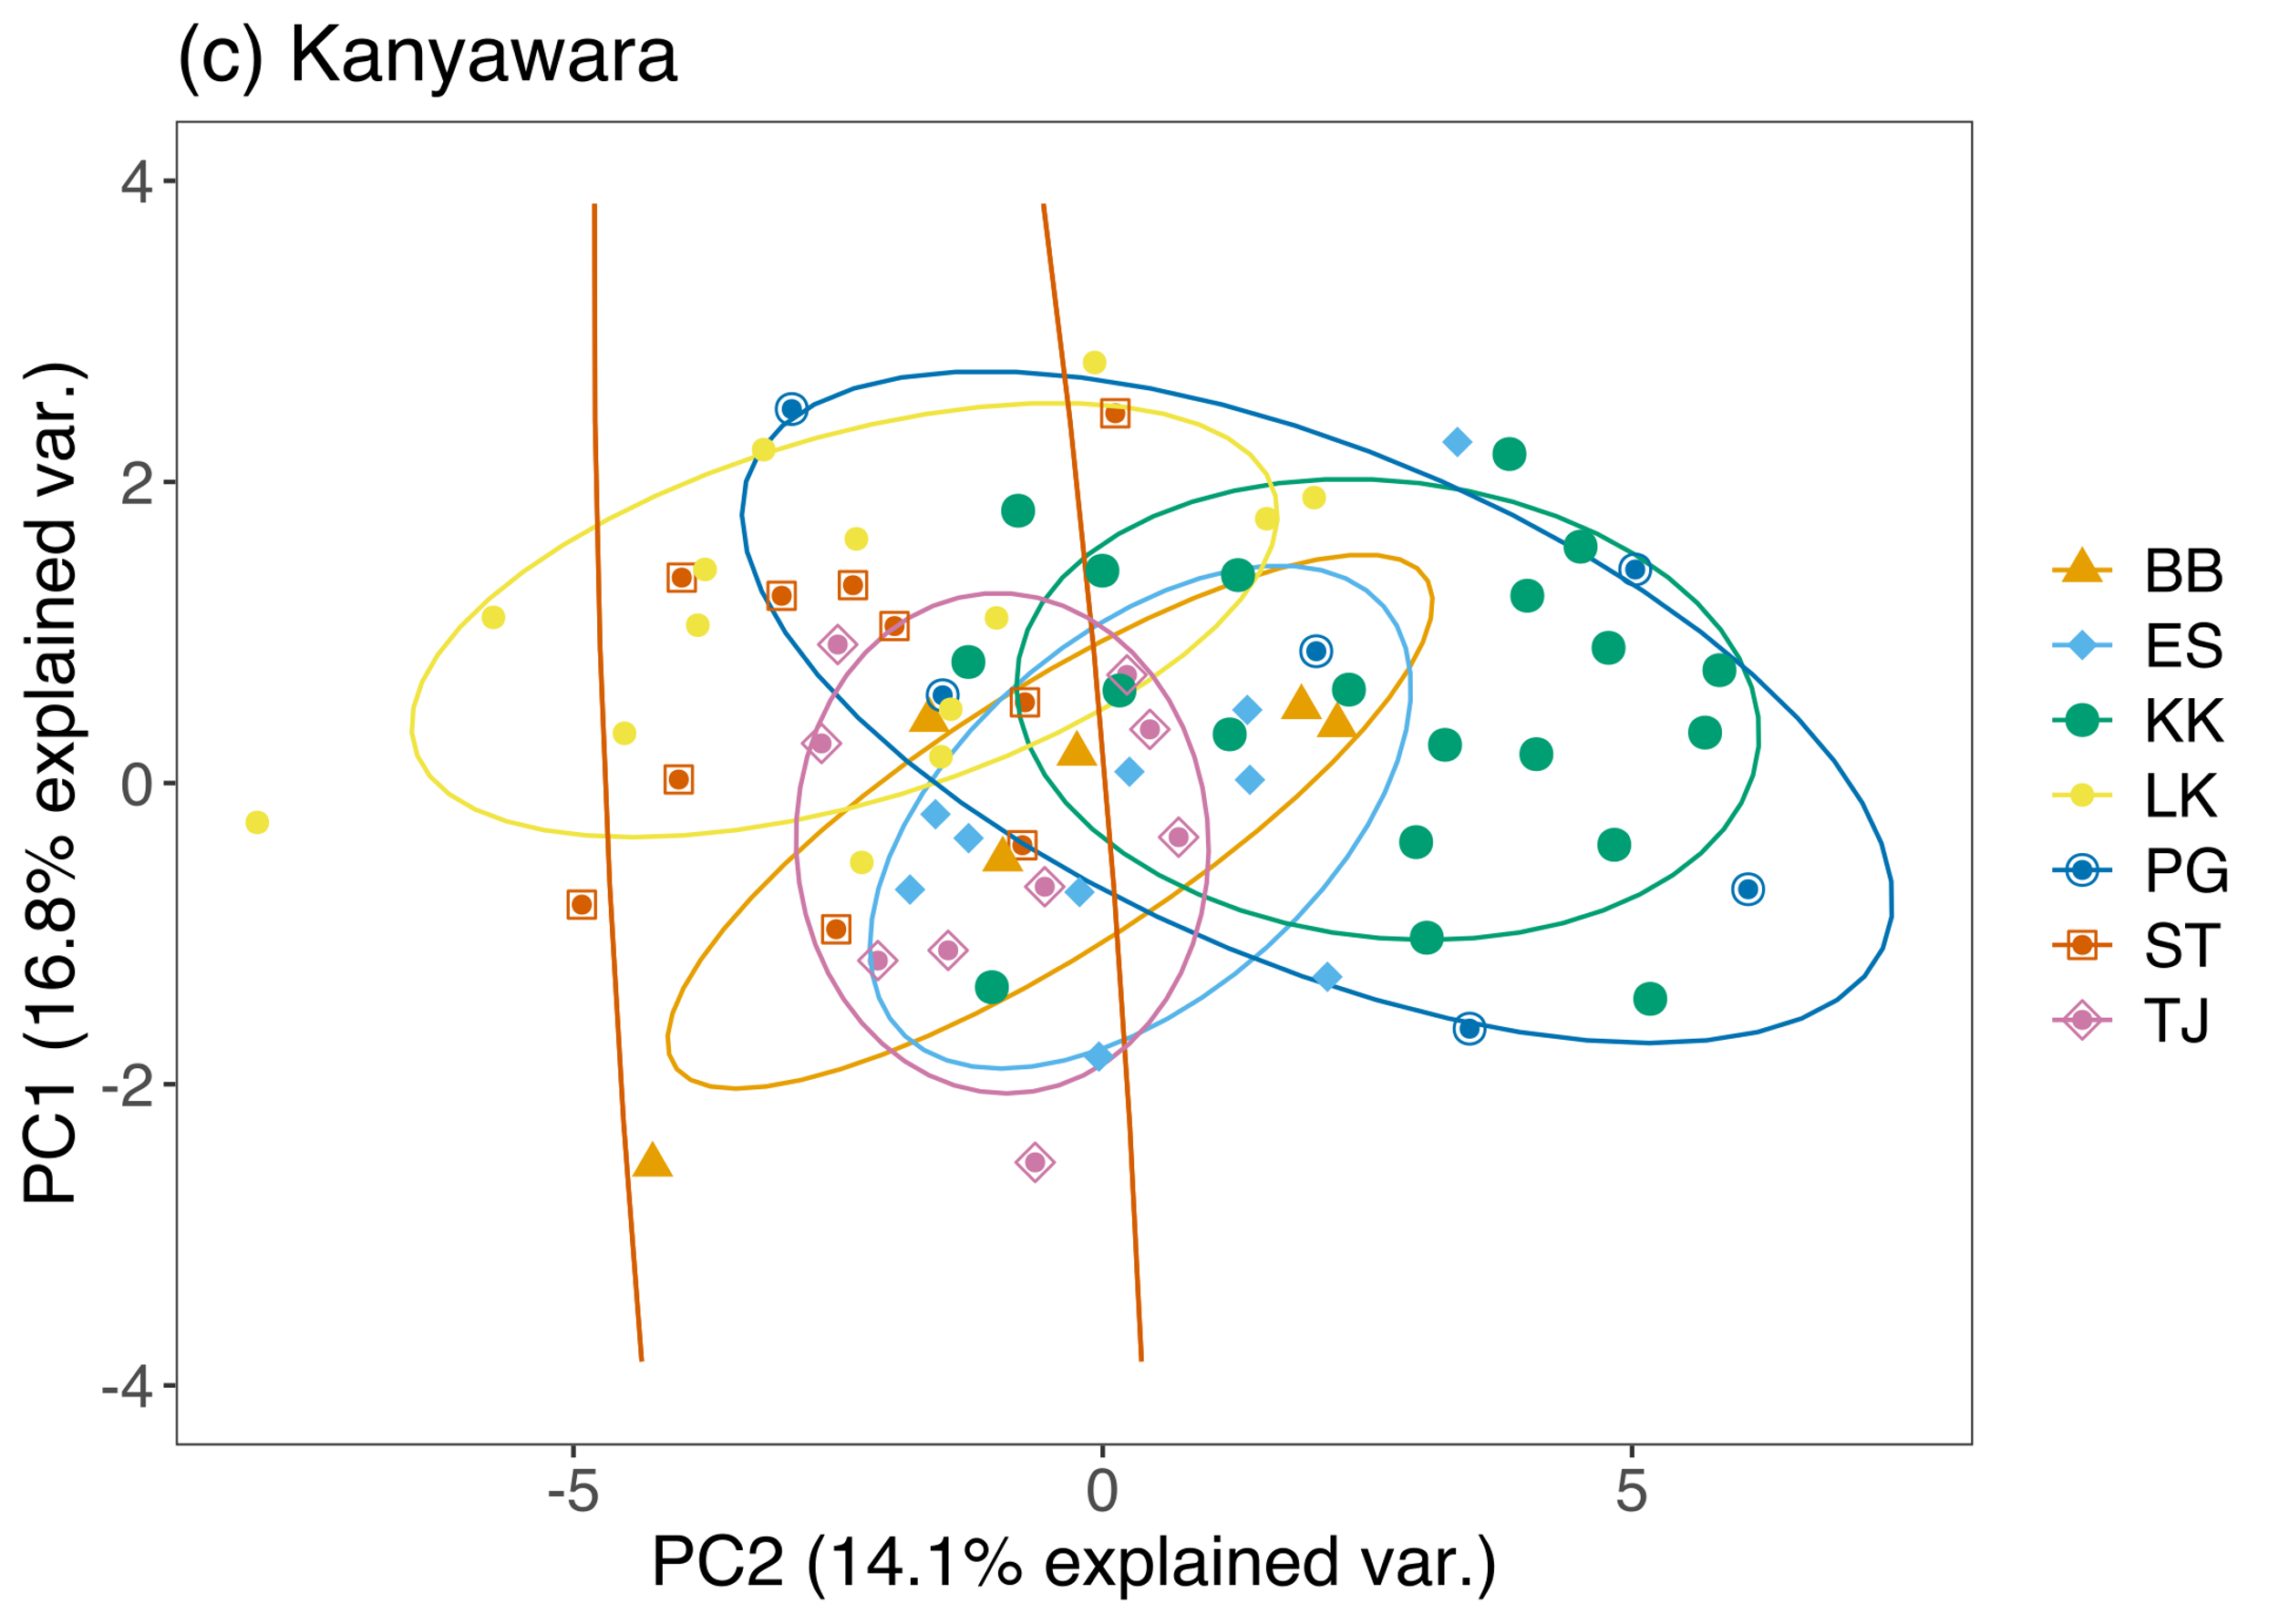 (c) Kanyawara
PC1 (16.8% explained var.)
4
2
0
-2
-4
-5
0
5
PC2 (14.1% explained var.)
BB
ES
KK
LK
PG
ST
TJ